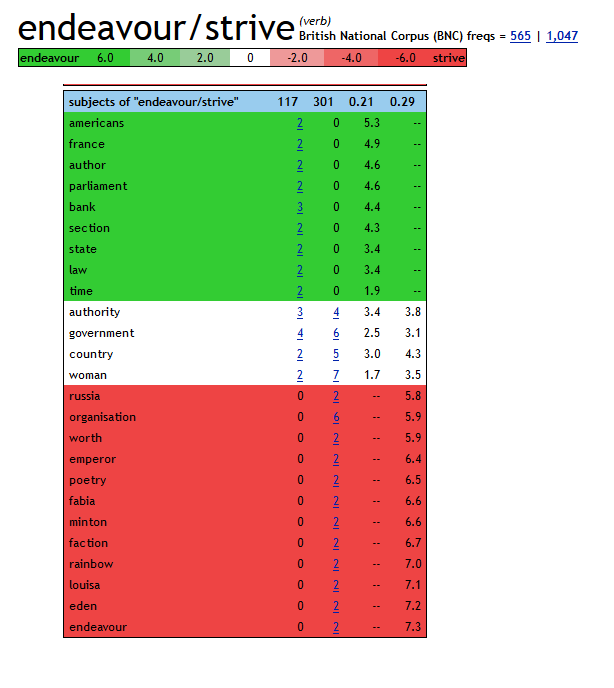 endeavour/strive (verb)
British National Corpus (BNC) freqs = 565 | 1,047
endeavour 6.0 4.0 2.0 0 -2.0 -4.0 -6.0 strive
subjects of "endeavour/strive" 117 301 0.21 0.29
americans 2 0 5.3 --
france 2 0 4.9 --
author 2 0 4.6 --
parliament 2 0 4.6 --
bank 3 0 4.4 --
section 2 0 4.3 --
state 2 0 3.4 --
law 2 0 3.4 --
time 2 0 1.9 --
authority 3 4 3.4 3.8
government 4 6 2.5 3.1
country 2 5 3.0 4.3
woman 2 7 1.7 3.5
russia 0 2 -- 5.8
organisation 0 6 -- 5.9
worth 0 2 -- 5.9
emperor 0 2 -- 6.4
poetry 0 2 -- 6.5
fabia 0 2 -- 6.6
minton 0 2 -- 6.6
faction 0 2 -- 6.7
rainbow 0 2 -- 7.0
louisa 0 2 -- 7.1
eden 0 2 -- 7.2
endeavour 0 2 -- 7.3